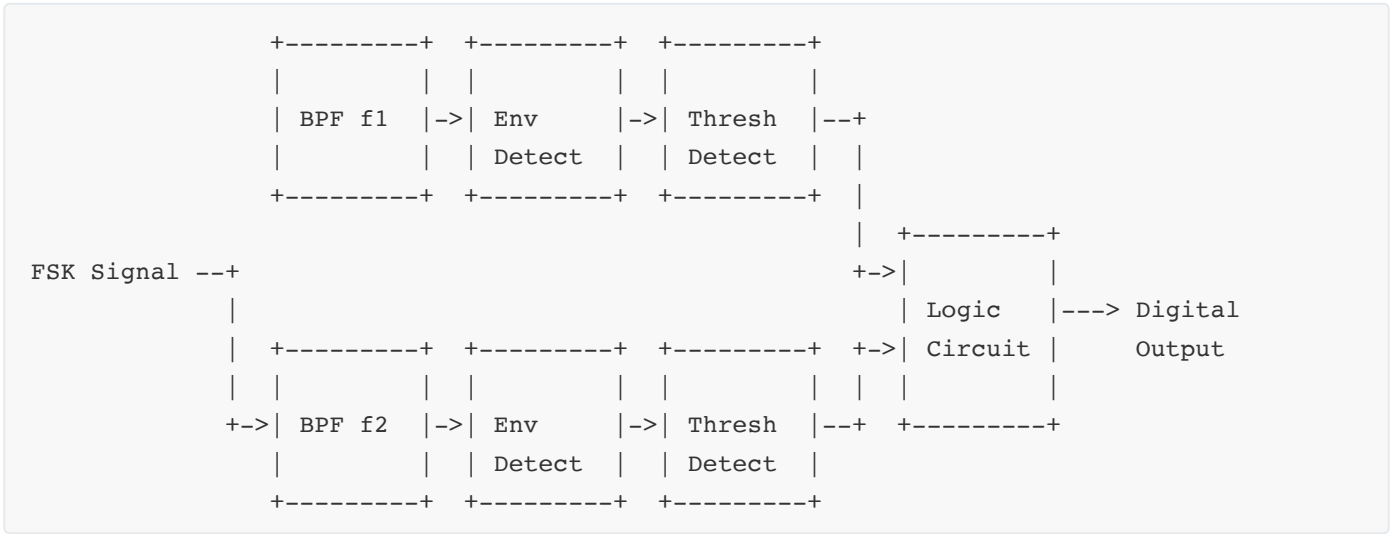 +---------+ +---------+ +---------+
| | | | | |
| BPF f1 |->| Env |->| Thresh |--+
| | | Detect | | Detect | |
+---------+ +---------+ +---------+ |
| +---------+
FSK Signal --+ +->| |
| | Logic |---> Digital
| +---------+ +---------+ +---------+ +->| Circuit | Output
| | | | | | | | | |
+->| BPF f2 |->| Env |->| Thresh |--+ +---------+
| | | Detect | | Detect |
+---------+ +---------+ +---------+